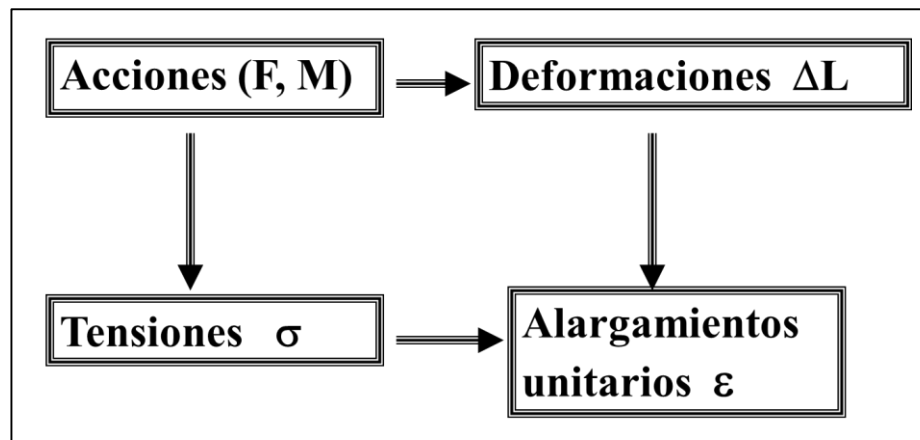 Acciones (F, M)
Deformaciones ΔL
Tensiones σ
Alargamientos
unitarios ε